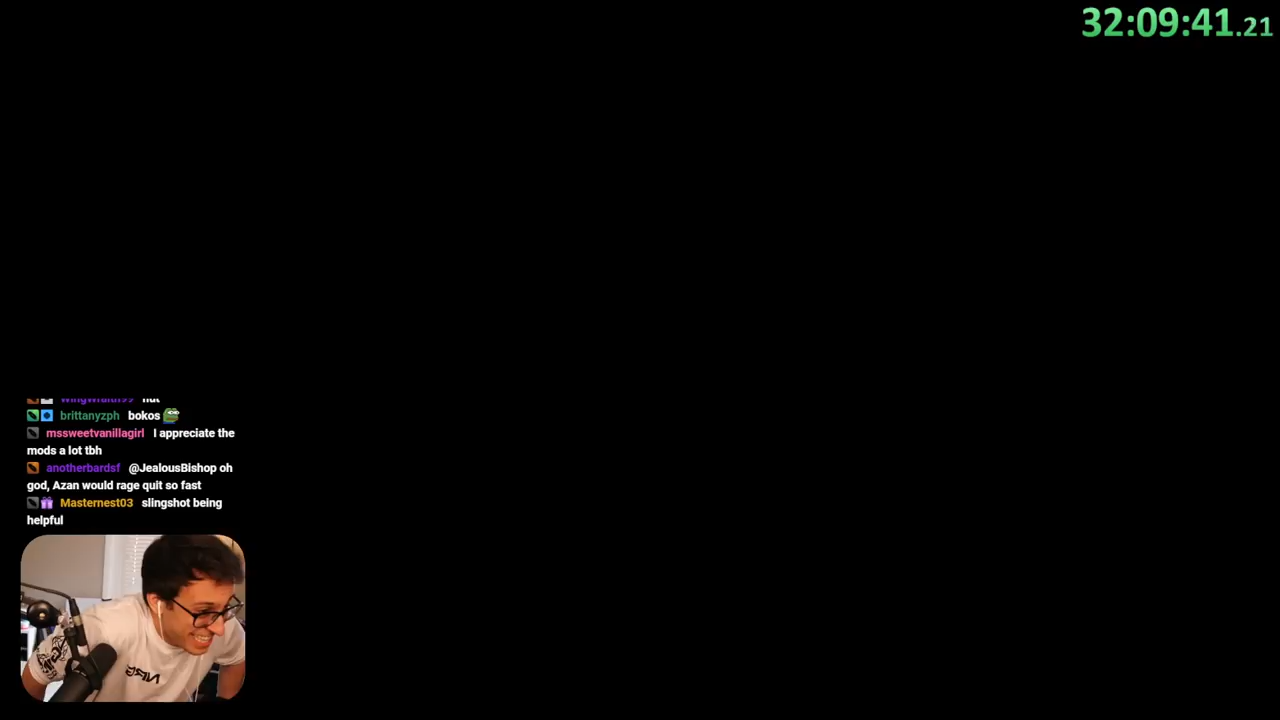 32:09:41.21
brittanyzph bokos
mssweetvanillagirl I appreciate the
mods a lot tbh
anotherbardsf @JealousBishop oh
god, Azan would rage quit so fast
Masternest03 slingshot being
helpful